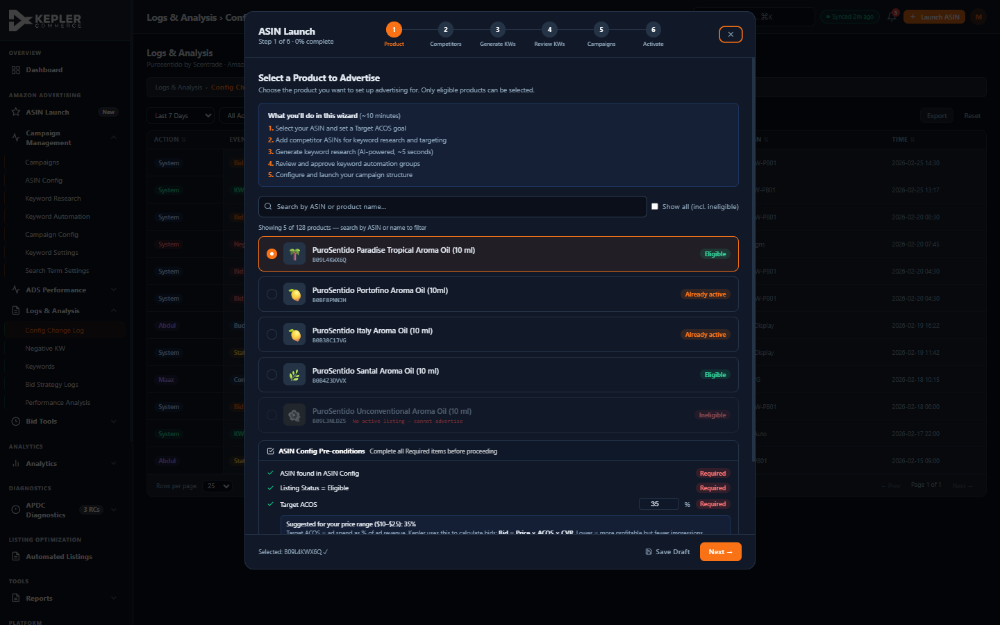 KEPLER
COMMERCE
Logs & Analysis › Conf
⌘K
Synced 2m ago
3
+ Launch ASIN
M
OVERVIEW
Dashboard
AMAZON ADVERTISING
ASIN Launch
New
Campaign
Management
Campaigns
ASIN Config
Keyword Research
Keyword Automation
Campaign Config
Keyword Settings
Search Term Settings
ADS Performance
Logs & Analysis
Config Change Log
Negative KW
Keywords
Bid Strategy Logs
Performance Analysis
Bid Tools
ANALYTICS
Analytics
DIAGNOSTICS
APDC
Diagnostics
3 RCs
LISTING OPTIMIZATION
Automated Listings
TOOLS
Reports
PLATFORM
Logs & Analysis
Purosentido by Scentrade · Amaz
Logs & Analysis › Config Ch
Last 7 Days
All Ac
Export
Reset
ACTION
EVEN
N
TIME
System
Bid
W-PB01
2026-02-25 14:30
System
KW
W-PB01
2026-02-25 13:17
System
Bid
W-PB01
2026-02-20 08:30
System
Neg
gns
2026-02-20 07:45
System
Bid
W-PB01
2026-02-20 04:30
System
Bid
W-PB01
2026-02-20 04:30
Abdul
Bud
Display
2026-02-19 16:22
System
Stat
Display
2026-02-19 11:42
Maaz
Con
VG
2026-02-18 10:15
System
Bid
W-PB01
2026-02-18 06:00
System
KW
Auto
2026-02-17 22:00
Abdul
Stat
PB01
2026-02-15 09:00
Rows per page:
25
← Prev
Page 1 of 1
Next →
ASIN Launch
Step 1 of 6 · 0% complete
1
2
3
4
5
6
Product
Competitors
Generate KWs
Review KWs
Campaigns
Activate
Select a Product to Advertise
Choose the product you want to set up advertising for. Only eligible products can be selected.
What you'll do in this wizard (~10 minutes)
1. Select your ASIN and set a Target ACOS goal
2. Add competitor ASINs for keyword research and targeting
3. Generate keyword research (AI-powered, ~5 seconds)
4. Review and approve keyword automation groups
5. Configure and launch your campaign structure
Search by ASIN or product name...
Show all (incl. ineligible)
Showing 5 of 128 products — search by ASIN or name to filter
PuroSentido Paradise Tropical Aroma Oil (10 ml)
B09L4KWX6Q
Eligible
PuroSentido Portofino Aroma Oil (10ml)
B0BF8PNNJH
Already active
PuroSentido Italy Aroma Oil (10 ml)
B0B38C1JVG
Already active
PuroSentido Santal Aroma Oil (10 ml)
B0B4Z3DVVX
Eligible
PuroSentido Unconventional Aroma Oil (10 ml)
B09L3NLDZS No active listing — cannot advertise
Ineligible
ASIN Config Pre-conditions Complete all Required items before proceeding
ASIN found in ASIN Config
Required
Listing Status = Eligible
Required
Target ACOS
35 %
Required
Suggested for your price range ($10–$25): 35%
Target ACOS = ad spend as % of ad revenue. Kepler uses this to calculate bids: Bid = Price × ACOS × CVR. Lower = more profitable but fewer impressions.
Selected: B09L4KWX6Q ✓
Save Draft
Next →